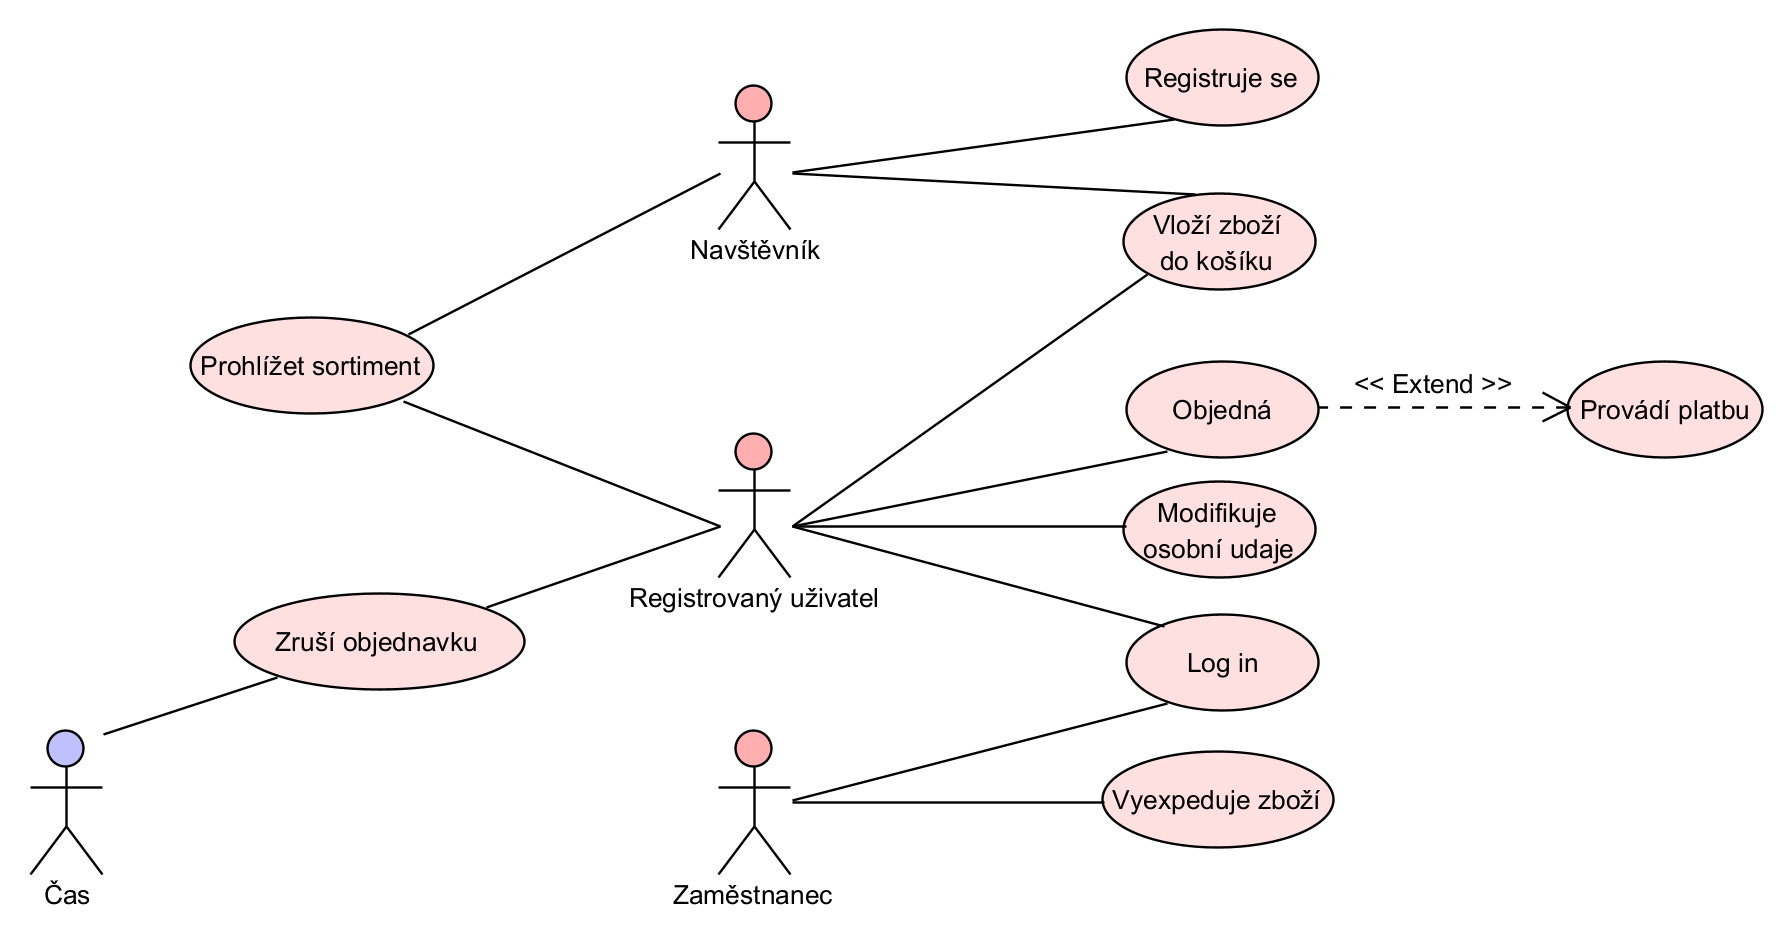 Registruje se
Navštěvník
Vloží zboží
do košíku
Prohlížet sortiment
Objedná
<< Extend >>
Provádí platbu
Modifikuje
osobní udaje
Registrovaný uživatel
Zruší objednavku
Log in
Vyexpeduje zboží
Čas
Zaměstnanec